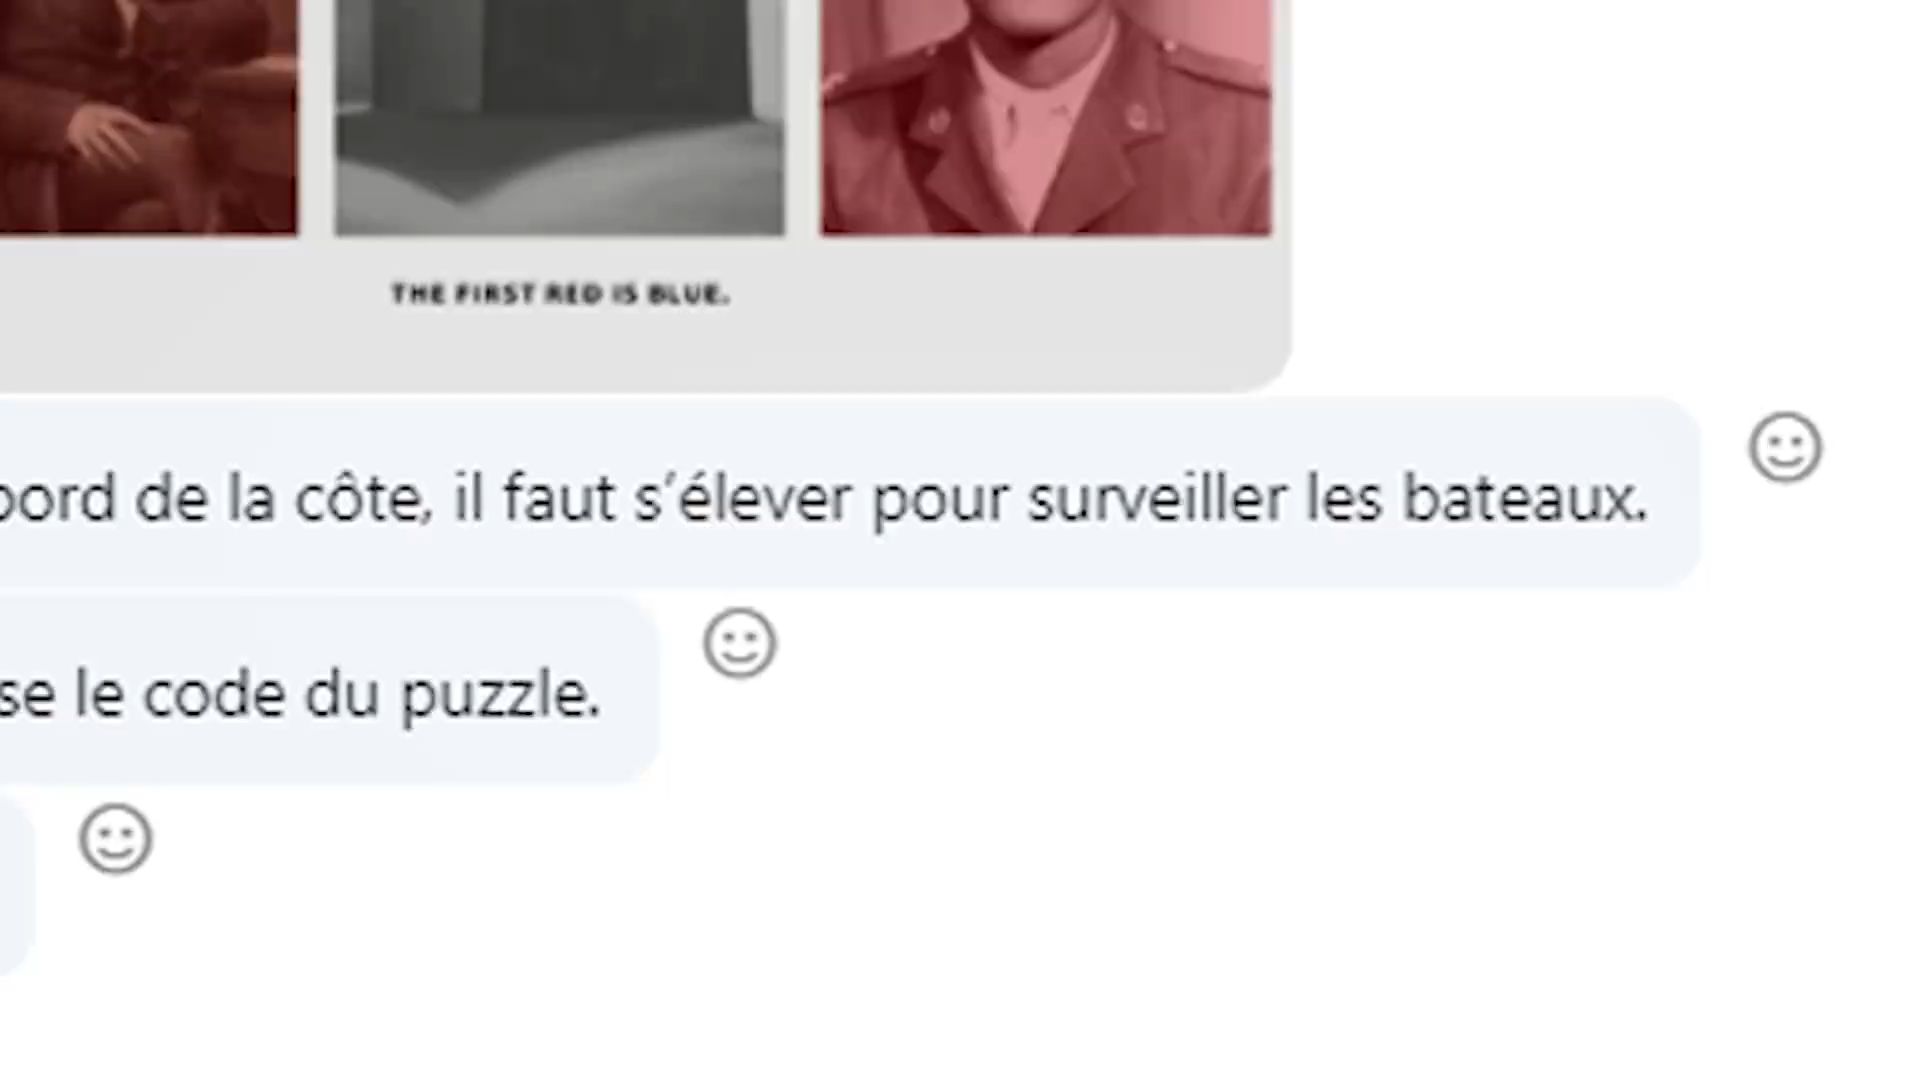 THE FIRST RED IS BLUE.
bord de la côte, il faut s'élever pour surveiller les bateaux.
se le code du puzzle.